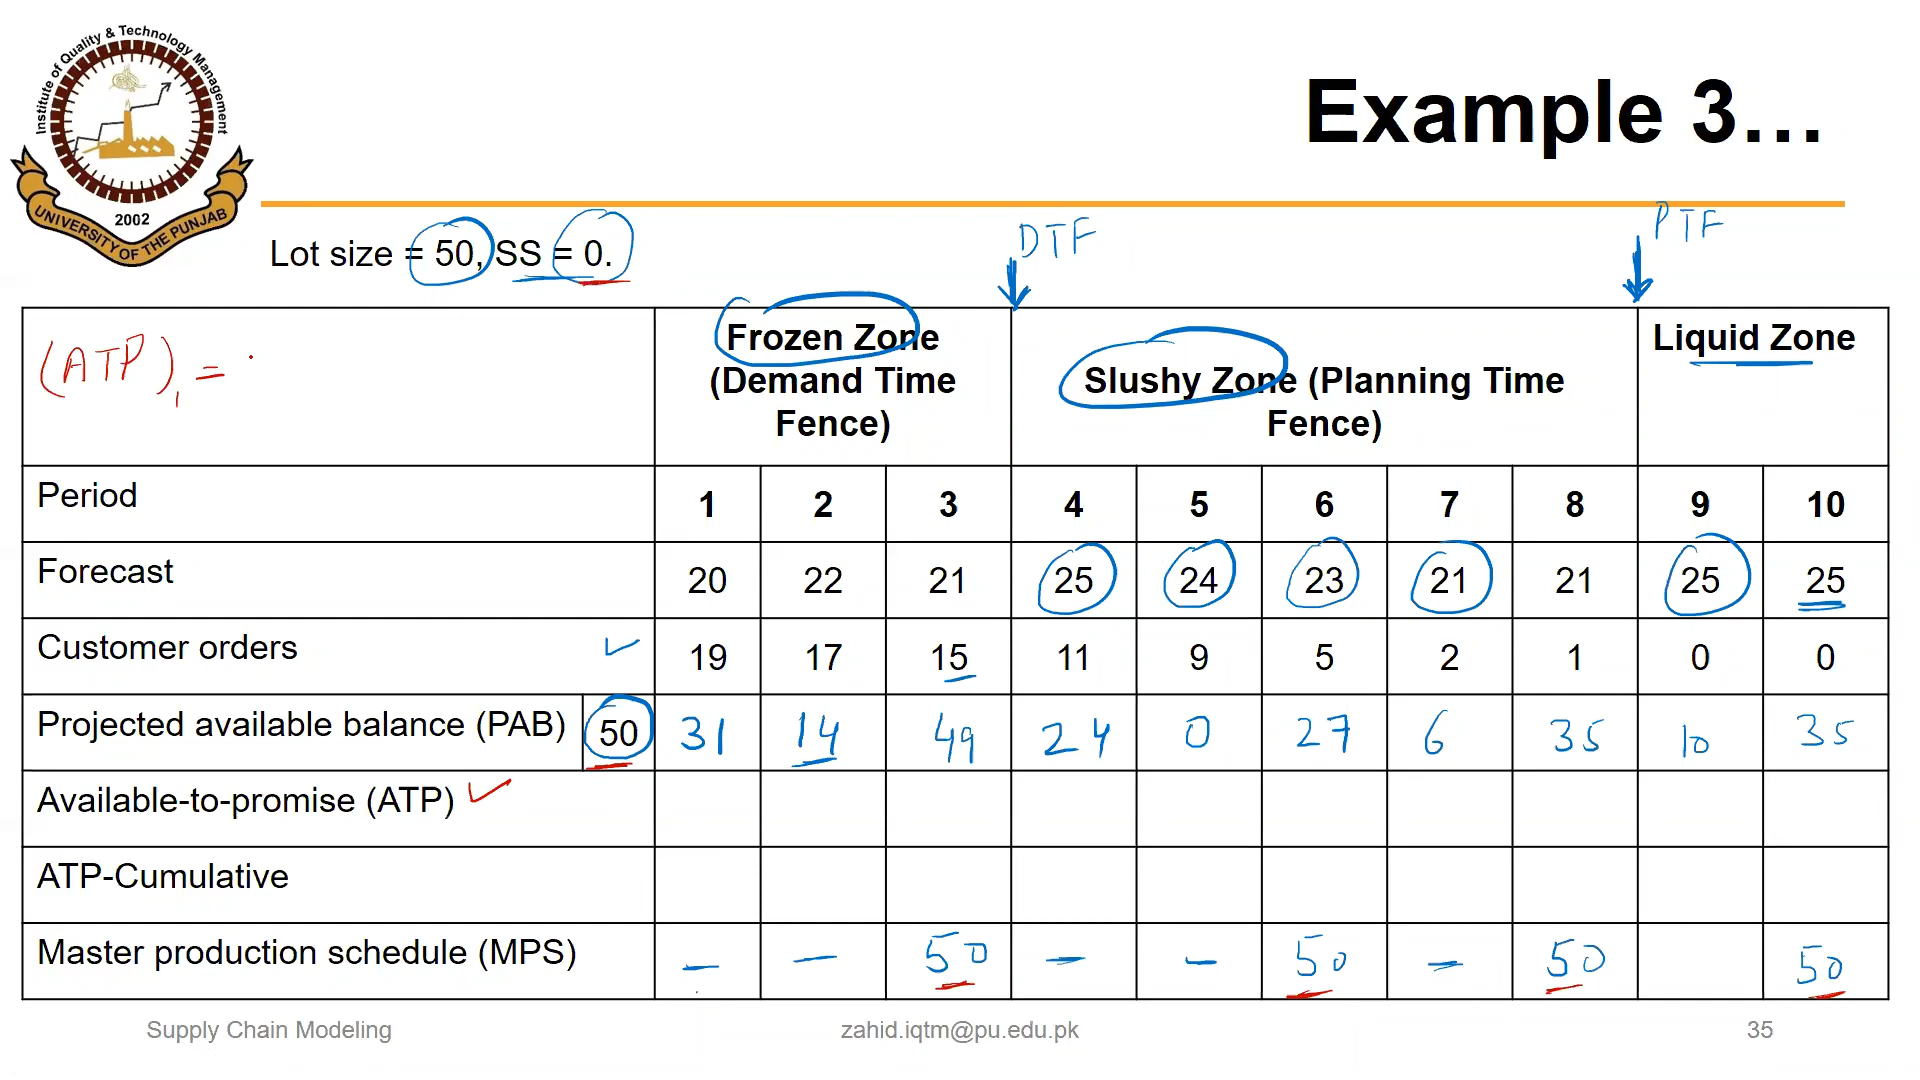 Institute of Quality & Technology Management
2002
UNIVERSITY OF THE PUNJAB
Example 3...
Lot size = 50, SS = 0.
DTF
PTF
(ATP)₁ =
Frozen Zone (Demand Time Fence)
Slushy Zone (Planning Time Fence)
Liquid Zone
Period 1 2 3 4 5 6 7 8 9 10
Forecast 20 22 21 25 24 23 21 21 25 25
Customer orders 19 17 15 11 9 5 2 1 0 0
Projected available balance (PAB) 50 31 14 49 24 0 27 6 35 10 35
Available-to-promise (ATP)
ATP-Cumulative
Master production schedule (MPS) – – 50 – – 50 – 50 50
Supply Chain Modeling
zahid.iqtm@pu.edu.pk
35